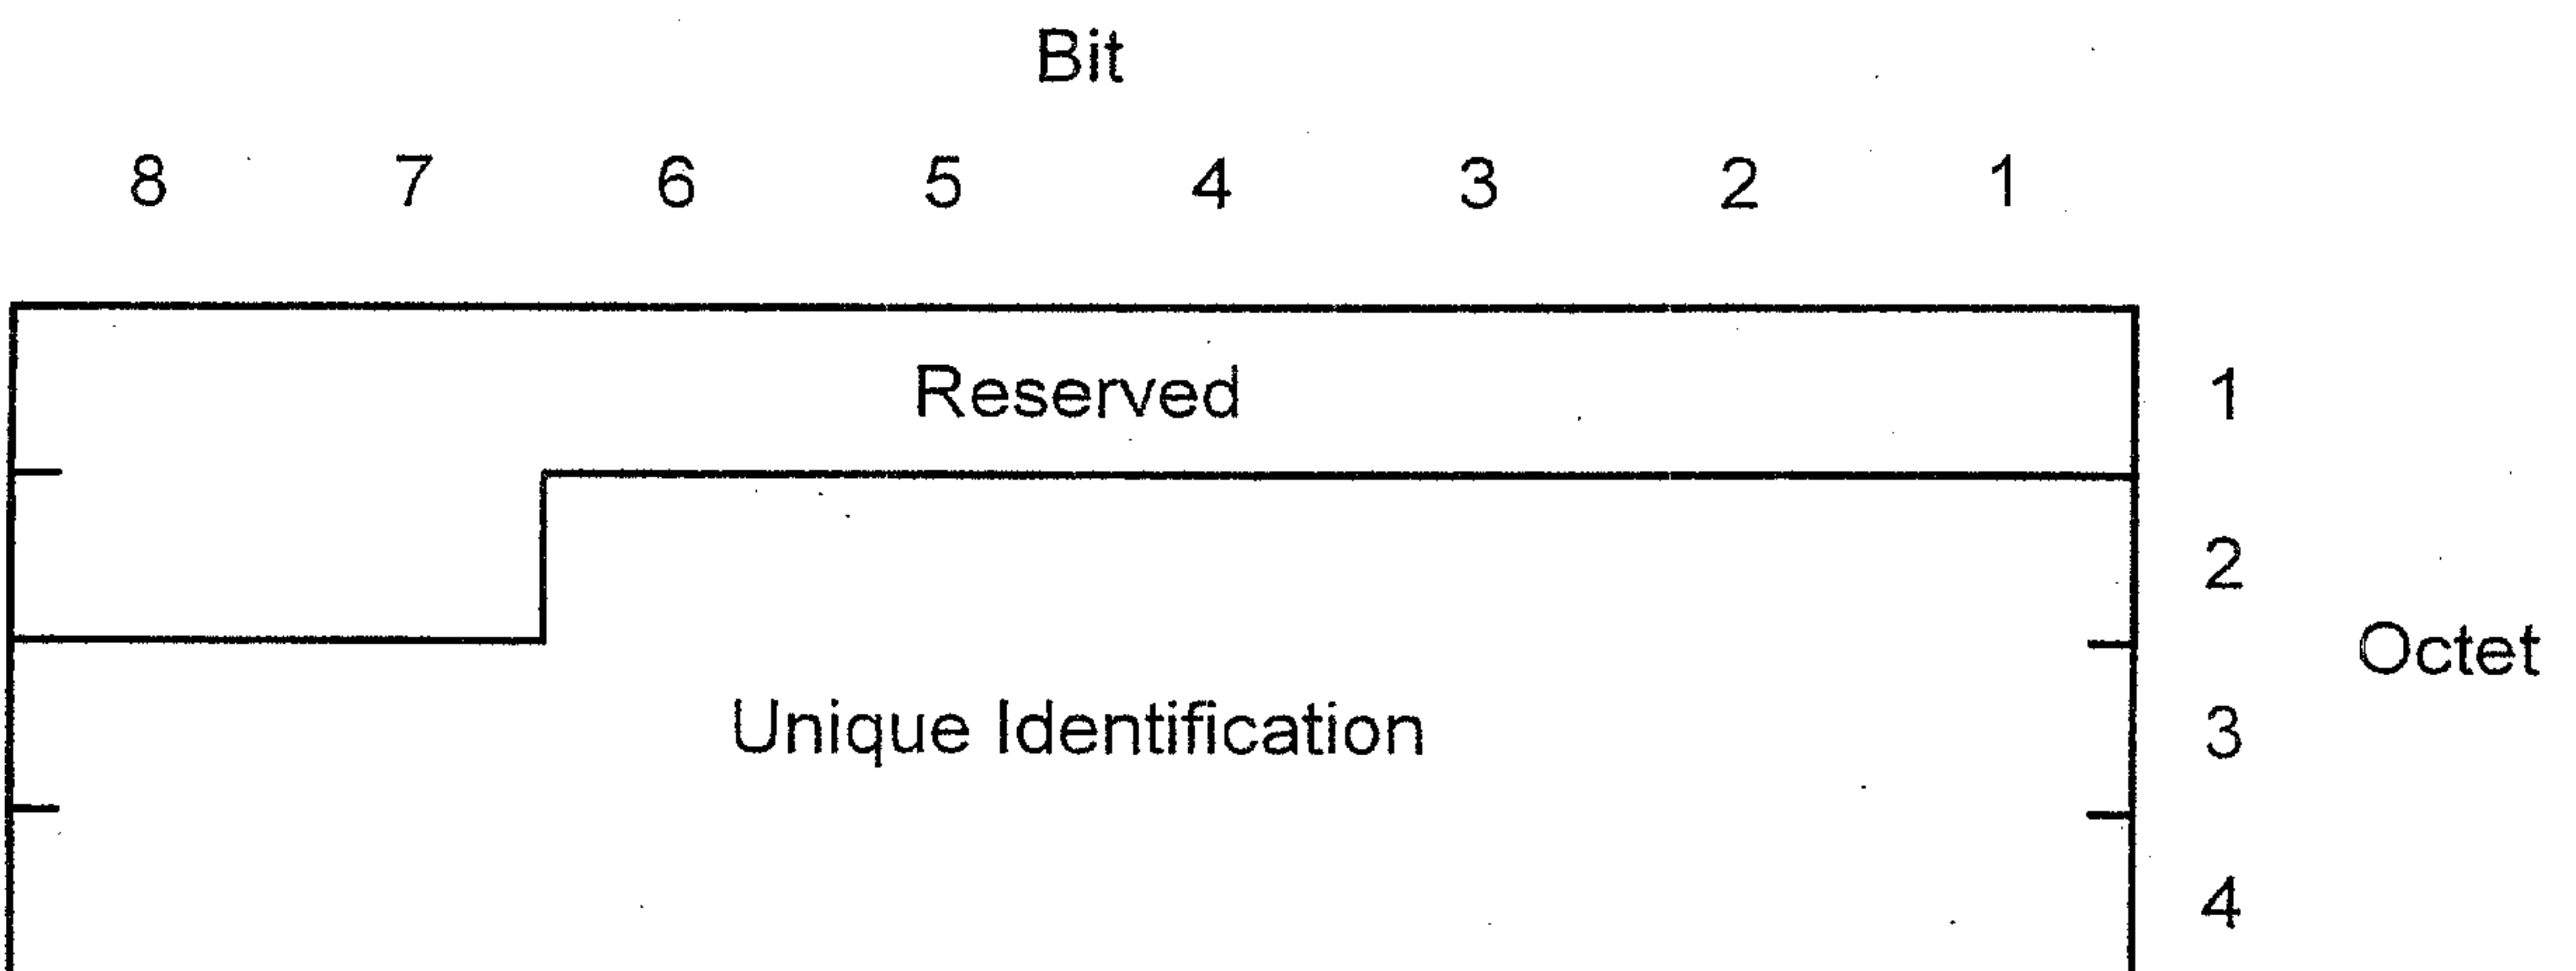 Bit
8 7 6 5 4 3 2 1
Reserved 1
2
Octet
Unique Identification 3
4